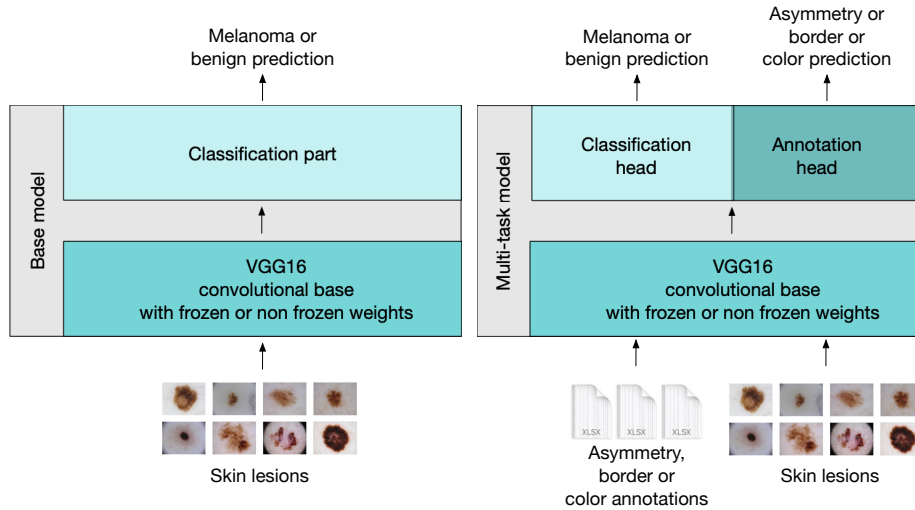 Melanoma or
benign prediction
Classification part
Base model
VGG16
convolutional base
with frozen or non frozen weights
Skin lesions
Melanoma or
benign prediction
Asymmetry or
border or
color prediction
Classification
head
Annotation
head
Multi-task model
VGG16
convolutional base
with frozen or non frozen weights
XLSX
XLSX
XLSX
Asymmetry,
border or
color annotations
Skin lesions